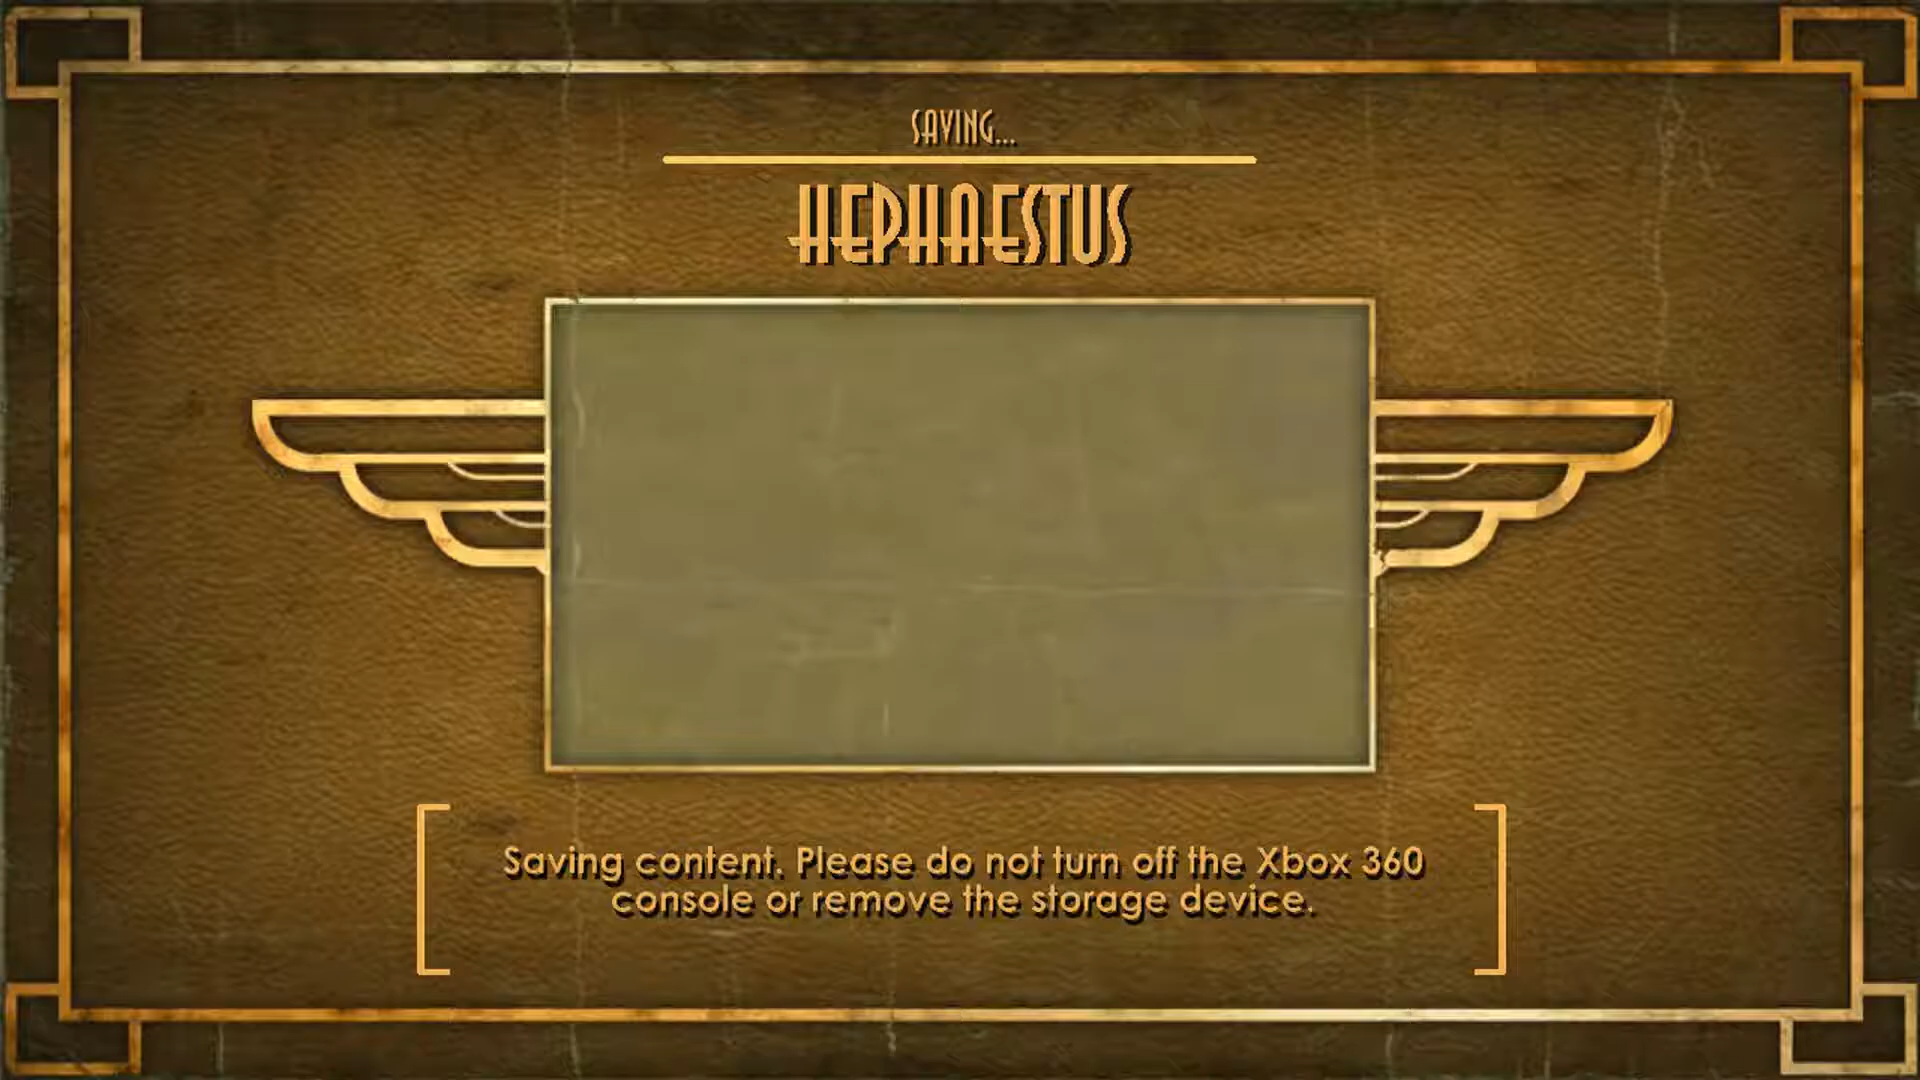 SAVING...
HEPHAESTUS
Saving content. Please do not turn off the Xbox 360
console or remove the storage device.